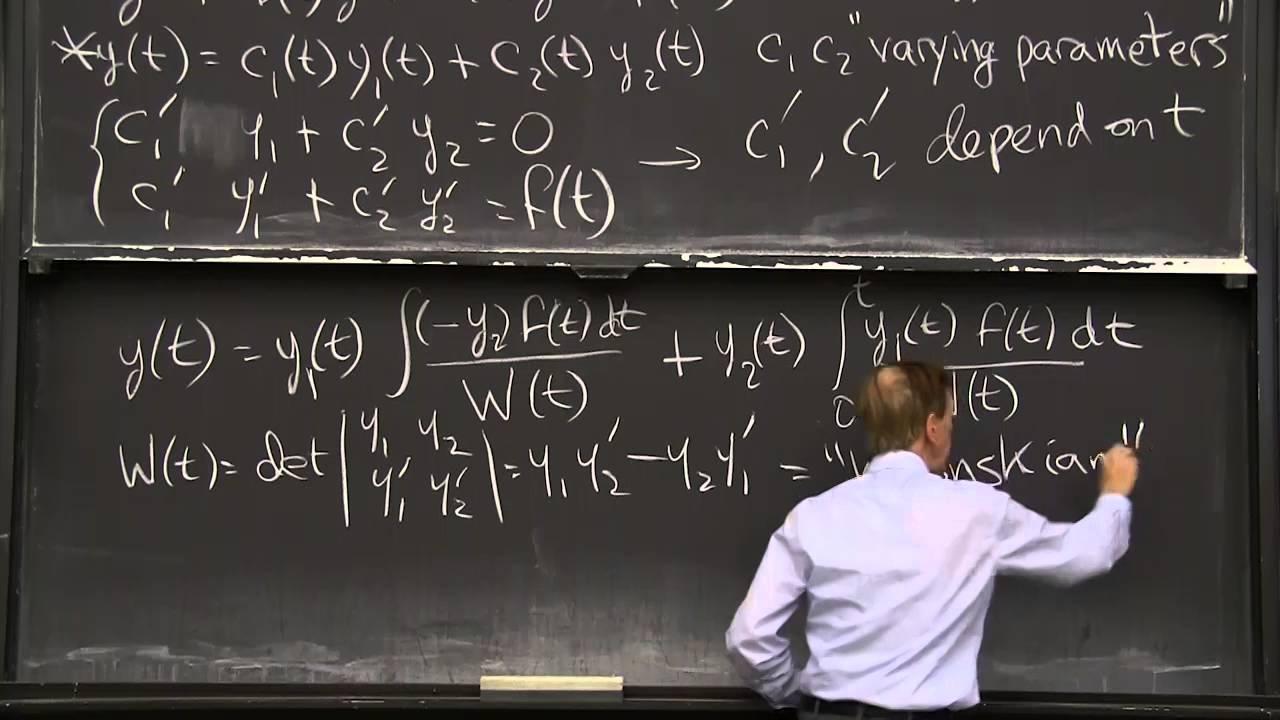 *y(t) = c₁(t) y₁(t) + c₂(t) y₂(t) c₁ c₂ "varying parameters"
c₁′ y₁ + c₂′ y₂ = 0
→ c₁′, c₂′ depend on t
c₁′ y₁′ + c₂′ y₂′ = f(t)
y(t) = y₁(t) ∫ (-y₂) f(t) dt / W(t) + y₂(t) ∫₀ᵗ y₁(t) f(t) dt / (t)
W(t) = det | y₁ y₂ ; y₁′ y₂′ | = y₁ y₂′ - y₂ y₁′ = "